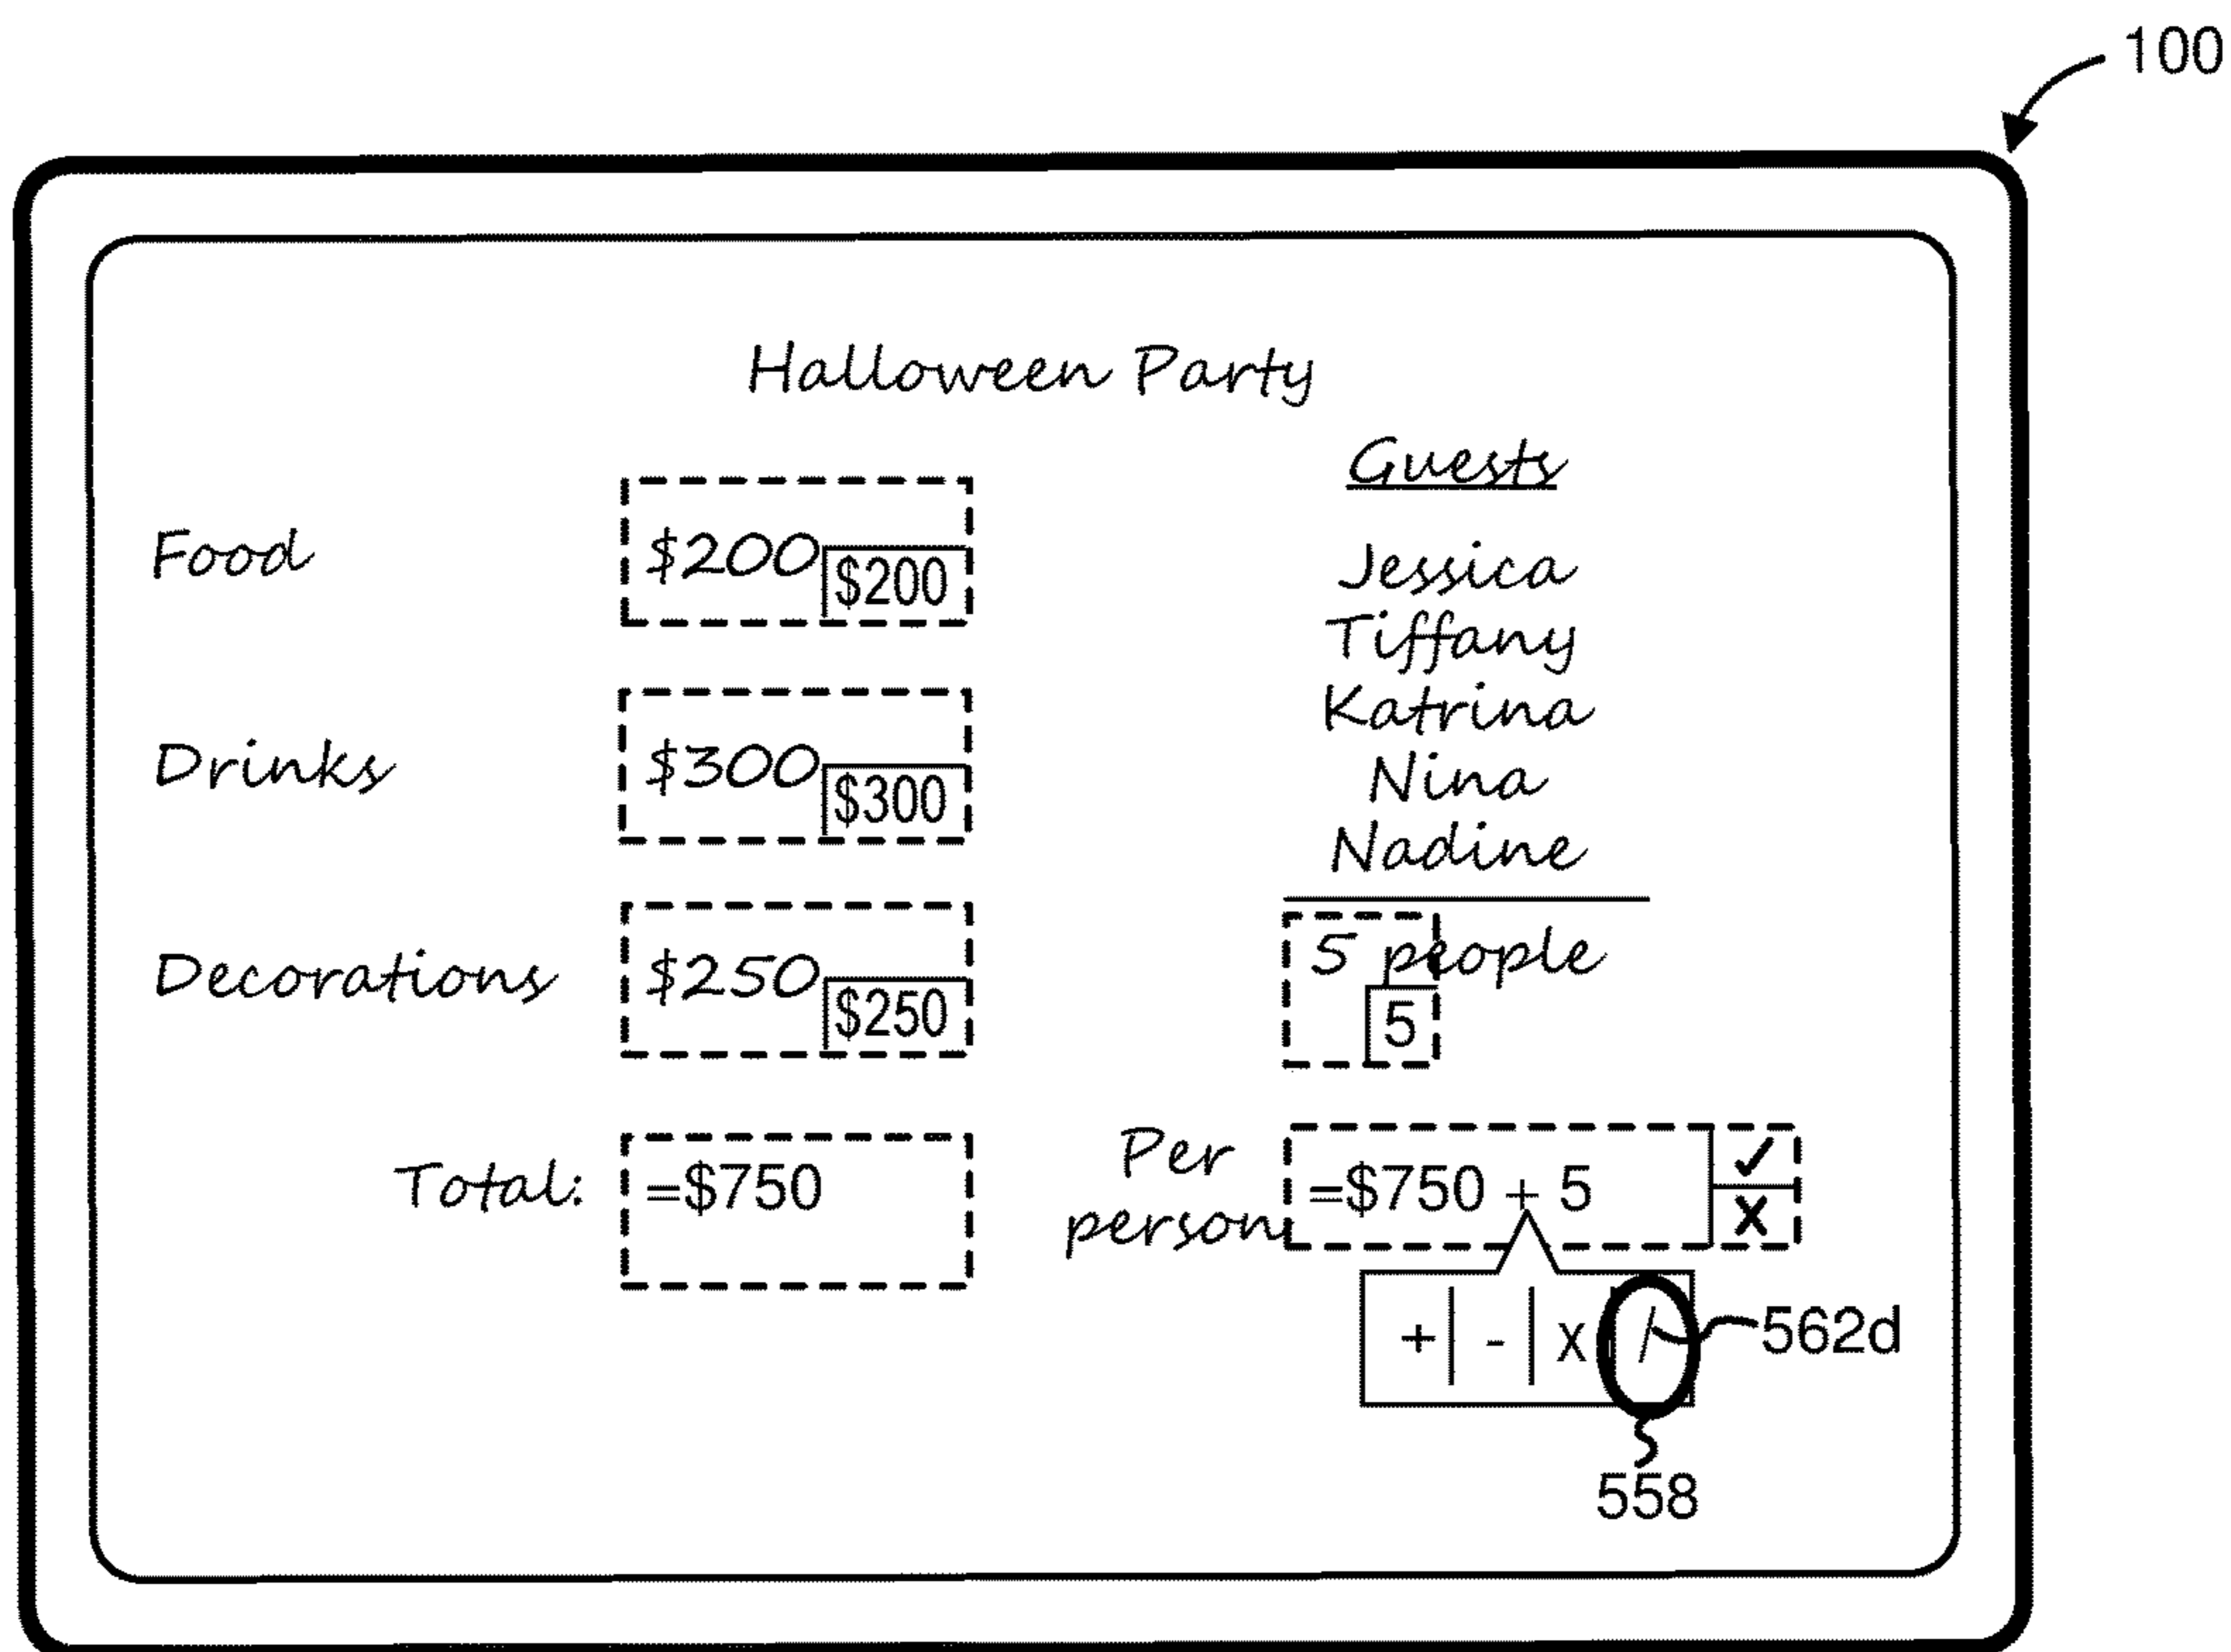 100
Halloween Party
Food
$200
$200
Drinks
$300
$300
Decorations
$250
$250
Total:
=$750
Guests
Jessica
Tiffany
Katrina
Nina
Nadine
5 people
5
Per
person
=$750 + 5
✓
X
+ | - | x | /
562d
558